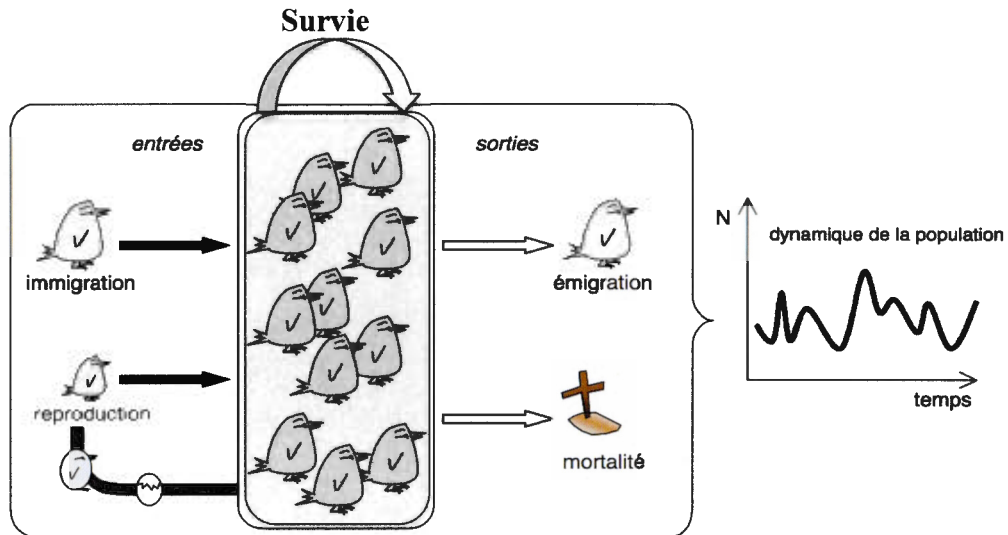 Survie
entrées
sorties
immigration
émigration
reproduction
mortalité
N
dynamique de la population
temps